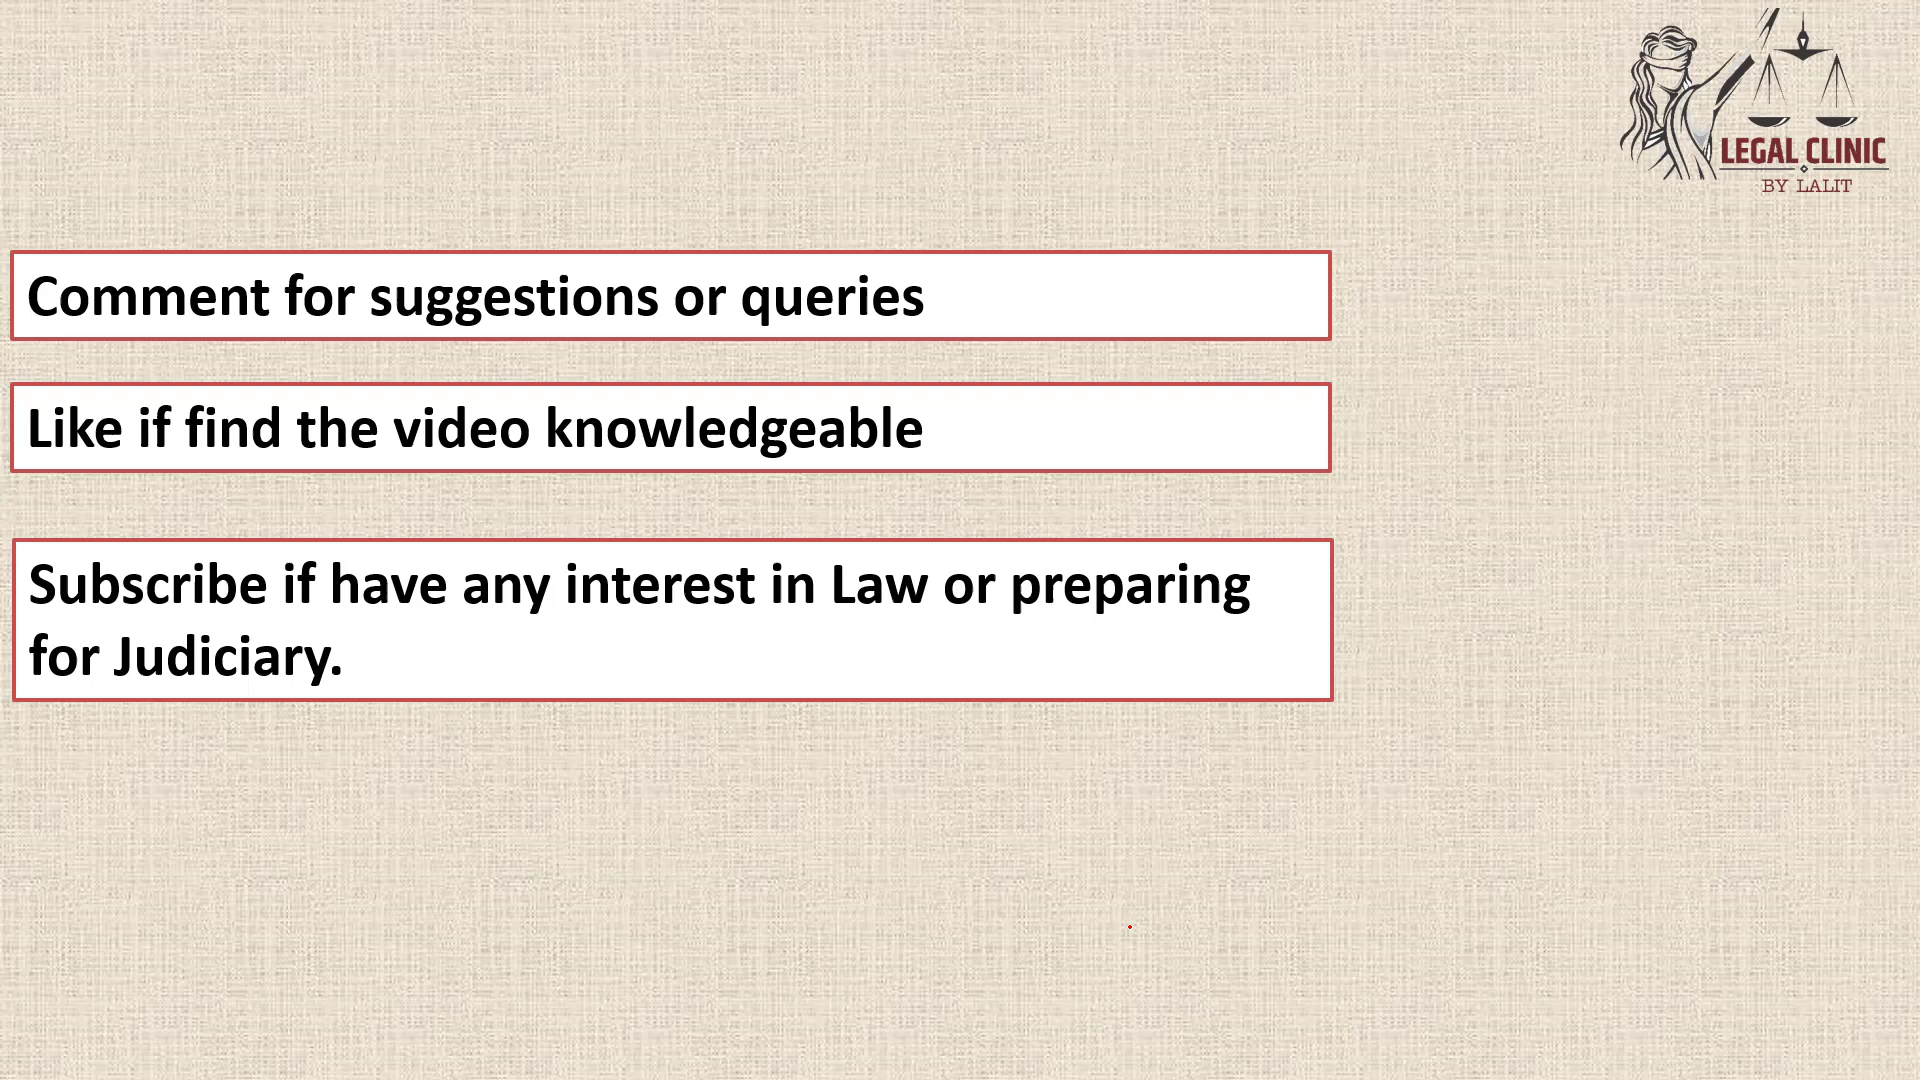 LEGAL CLINIC
BY LALIT
Comment for suggestions or queries
Like if find the video knowledgeable
Subscribe if have any interest in Law or preparing
for Judiciary.